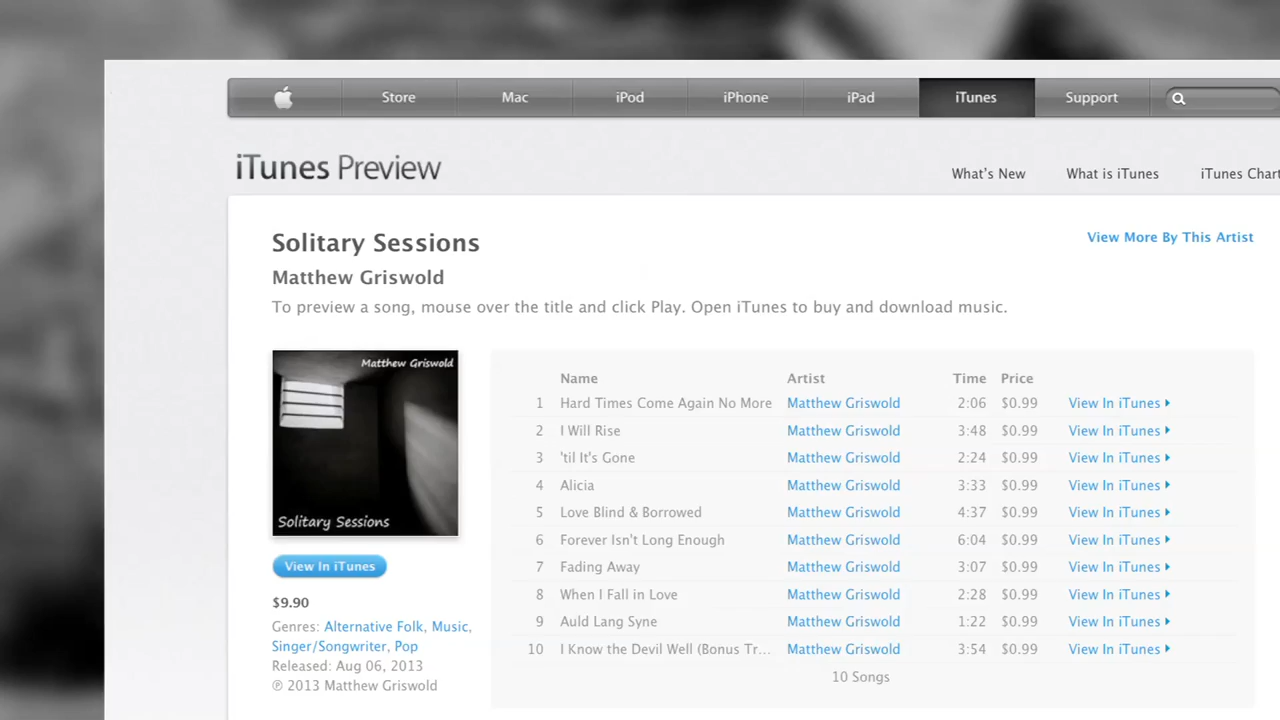 Store Mac iPod iPhone iPad iTunes Support
iTunes Preview
What's New What is iTunes iTunes Chart
Solitary Sessions
View More By This Artist
Matthew Griswold
To preview a song, mouse over the title and click Play. Open iTunes to buy and download music.
Matthew Griswold
Solitary Sessions
View In iTunes
$9.90
Genres: Alternative Folk, Music,
Singer/Songwriter, Pop
Released: Aug 06, 2013
℗ 2013 Matthew Griswold
Name Artist Time Price
1 Hard Times Come Again No More Matthew Griswold 2:06 $0.99 View In iTunes
2 I Will Rise Matthew Griswold 3:48 $0.99 View In iTunes
3 'til It's Gone Matthew Griswold 2:24 $0.99 View In iTunes
4 Alicia Matthew Griswold 3:33 $0.99 View In iTunes
5 Love Blind & Borrowed Matthew Griswold 4:37 $0.99 View In iTunes
6 Forever Isn't Long Enough Matthew Griswold 6:04 $0.99 View In iTunes
7 Fading Away Matthew Griswold 3:07 $0.99 View In iTunes
8 When I Fall in Love Matthew Griswold 2:28 $0.99 View In iTunes
9 Auld Lang Syne Matthew Griswold 1:22 $0.99 View In iTunes
10 I Know the Devil Well (Bonus Tr... Matthew Griswold 3:54 $0.99 View In iTunes
10 Songs